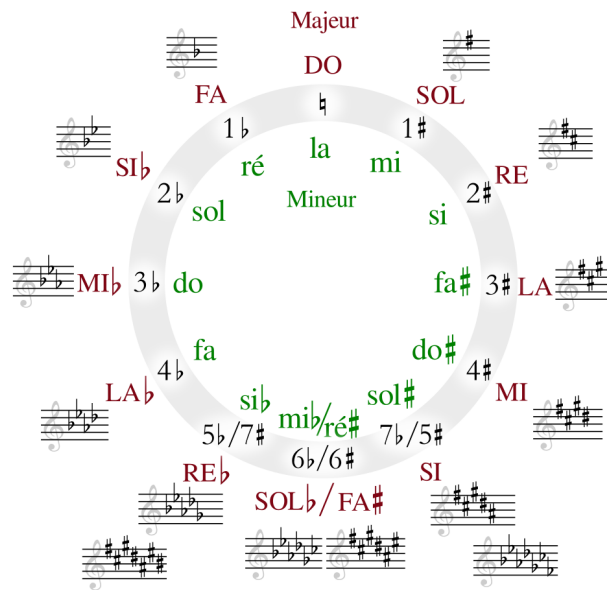 Majeur
DO
FA
SOL
♮
1♭
1♯
la
ré
mi
SI♭
RE
2♭
2♯
Mineur
sol
si
MI♭
3♭
do
fa♯
3♯
LA
fa
do♯
LA♭
4♭
4♯
MI
si♭
sol♯
mi♭/ré♯
5♭/7♯
7♭/5♯
6♭/6♯
RE♭
SI
SOL♭/FA♯